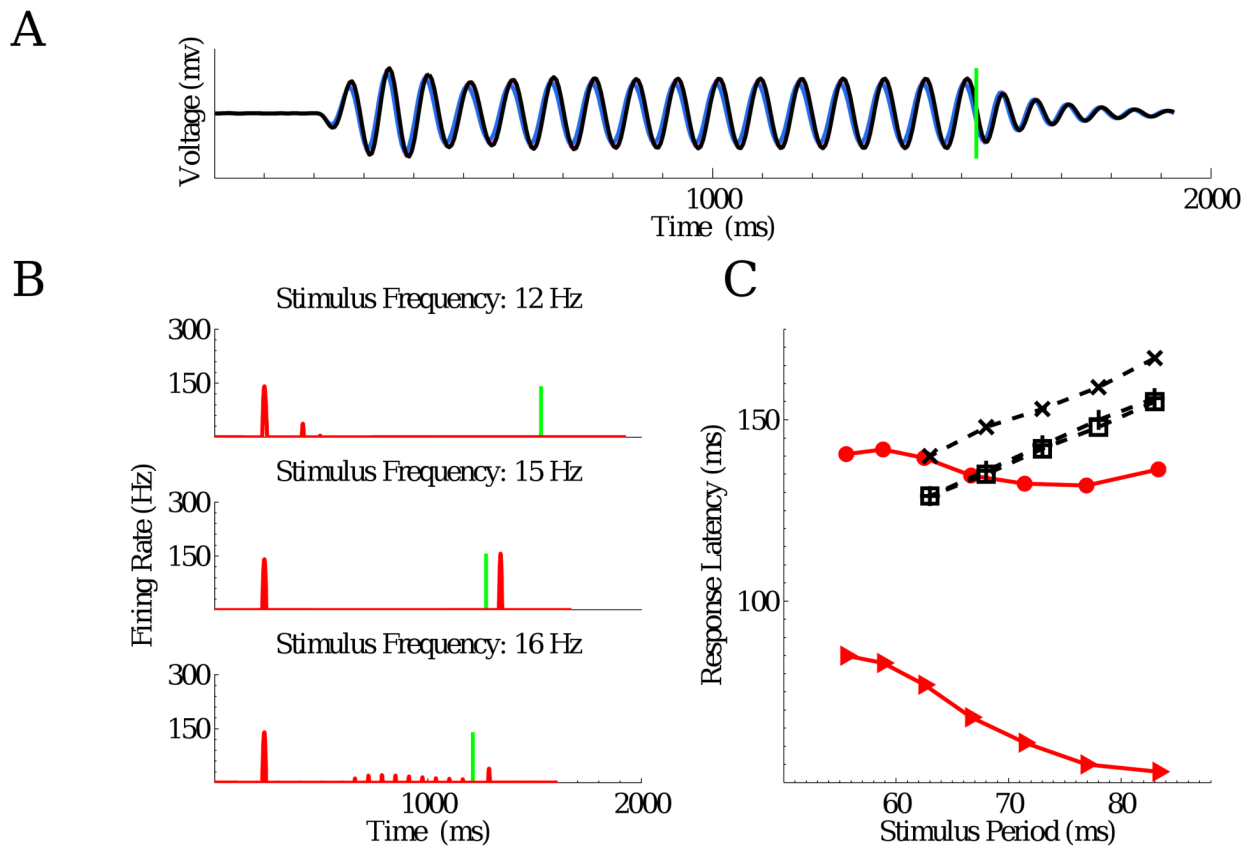 A
Voltage (mv)
1000
2000
Time (ms)
B
Stimulus Frequency: 12 Hz
300
150
Stimulus Frequency: 15 Hz
300
150
Stimulus Frequency: 16 Hz
300
150
1000
2000
Firing Rate (Hz)
Time (ms)
C
150
100
Response Latency (ms)
60
70
80
Stimulus Period (ms)